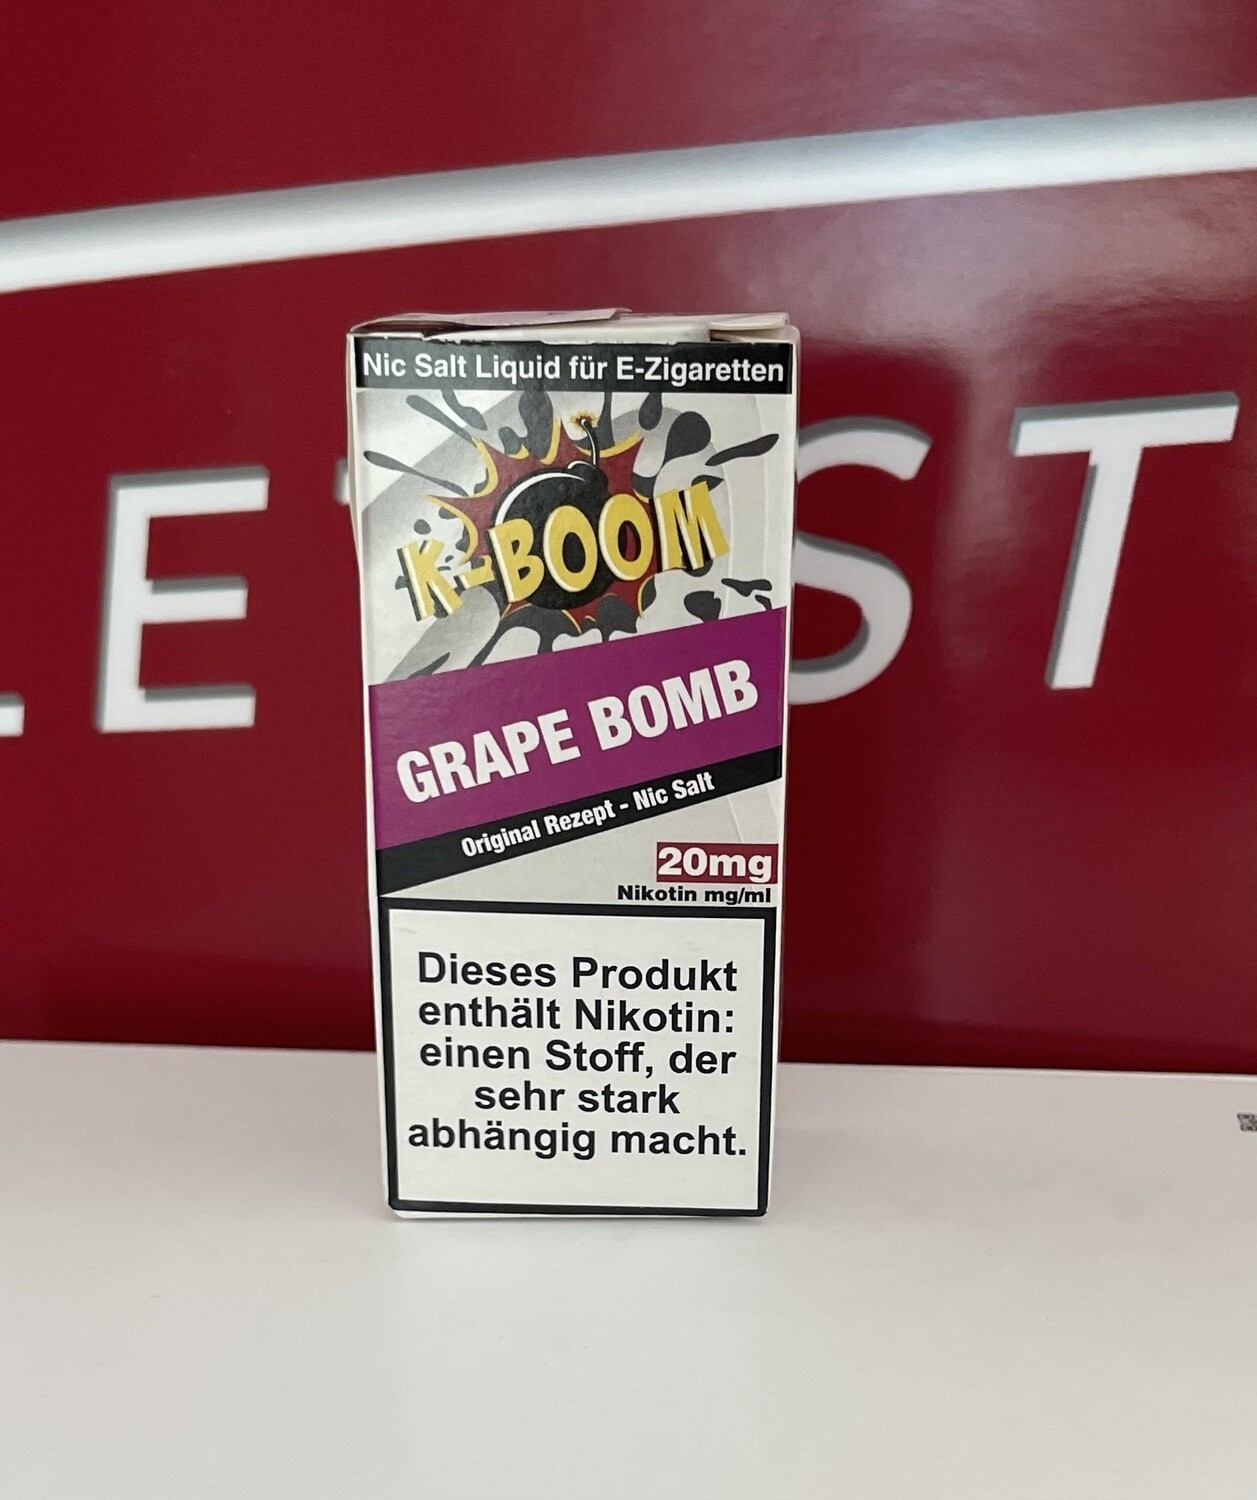 Nic Salt Liquid für E-Zigaretten
K-BOOM
GRAPE BOMB
Original Rezept - Nic Salt
20mg
Nikotin mg/ml
Dieses Produkt
enthält Nikotin:
einen Stoff, der
sehr stark
abhängig macht.
E ST